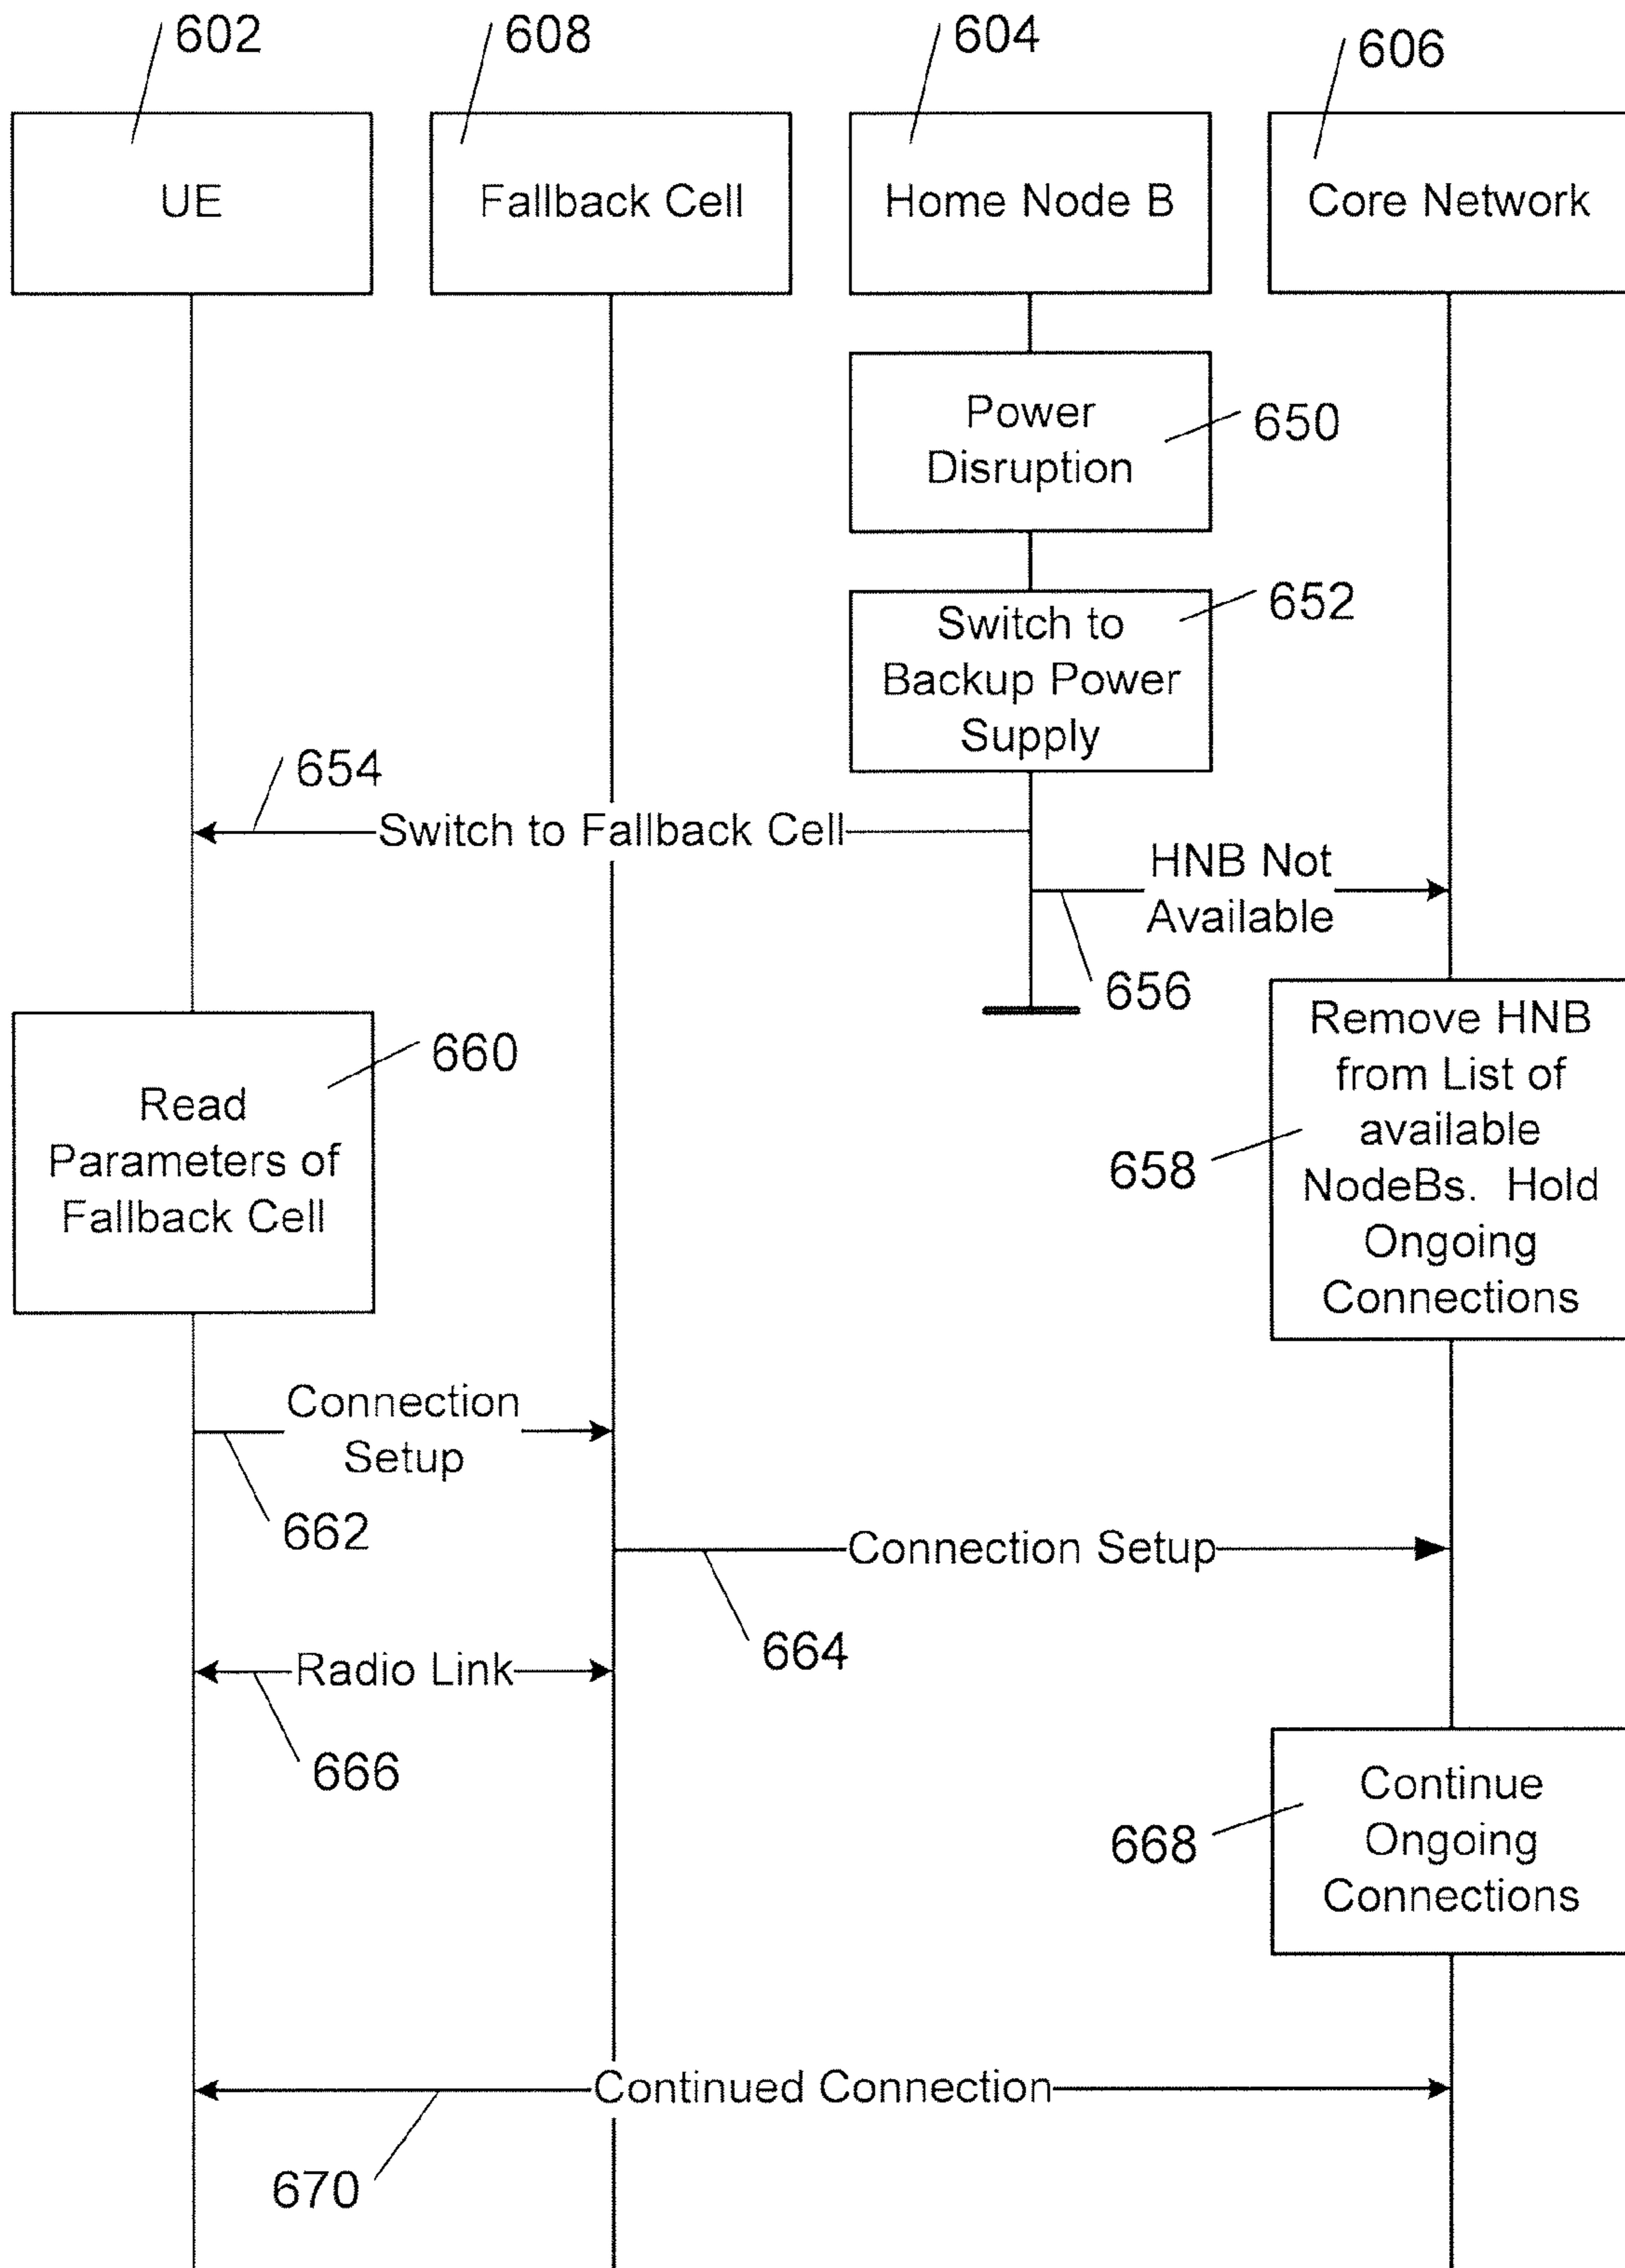 602
608
604
606
UE
Fallback Cell
Home Node B
Core Network
Power
Disruption
650
Switch to
Backup Power
Supply
652
654
Switch to Fallback Cell
HNB Not
Available
656
Remove HNB
from List of
available
NodeBs. Hold
Ongoing
Connections
658
660
Read
Parameters of
Fallback Cell
Connection
Setup
662
Connection Setup
664
Radio Link
666
Continue
Ongoing
Connections
668
Continued Connection
670